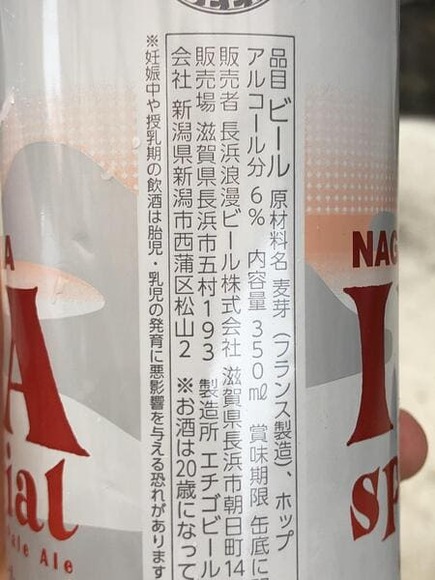 品目 ビール 原材料名 麦芽(フランス製造)、ホップ
アルコール分 6% 内容量 350㎖ 賞味期限 缶底に
販売者 長浜浪漫ビール株式会社 滋賀県長浜市朝日町14
販売場 滋賀県長浜市五村193 製造所 エチゴビール
会社 新潟県新潟市西蒲区松山2 ※お酒は20歳になって
※妊娠中や授乳期の飲酒は胎児・乳児の発育に悪影響を与える恐れがあります
A
A
ial
ale Ale
NAG
I
sp